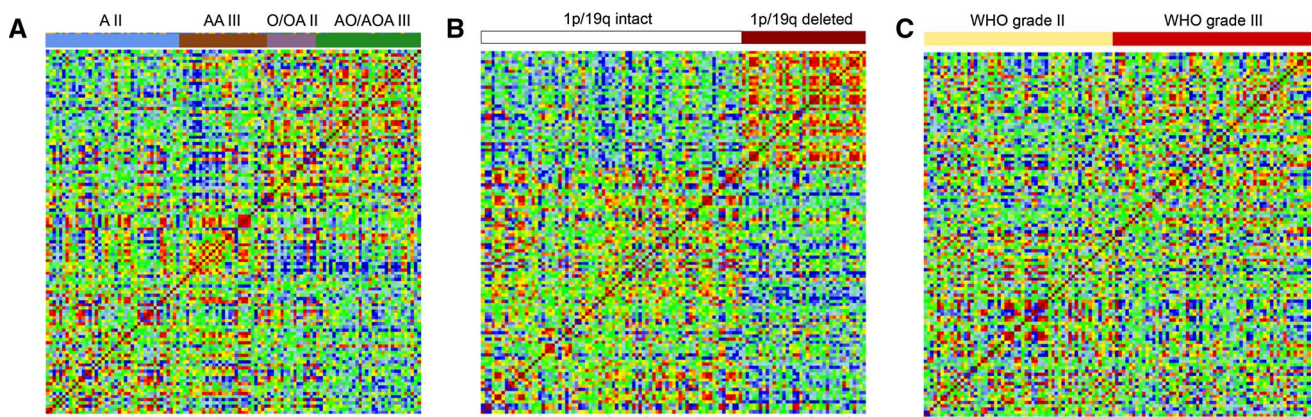 A
A II AA III O/OA II AO/AOA III
B
1p/19q intact 1p/19q deleted
C
WHO grade II WHO grade III